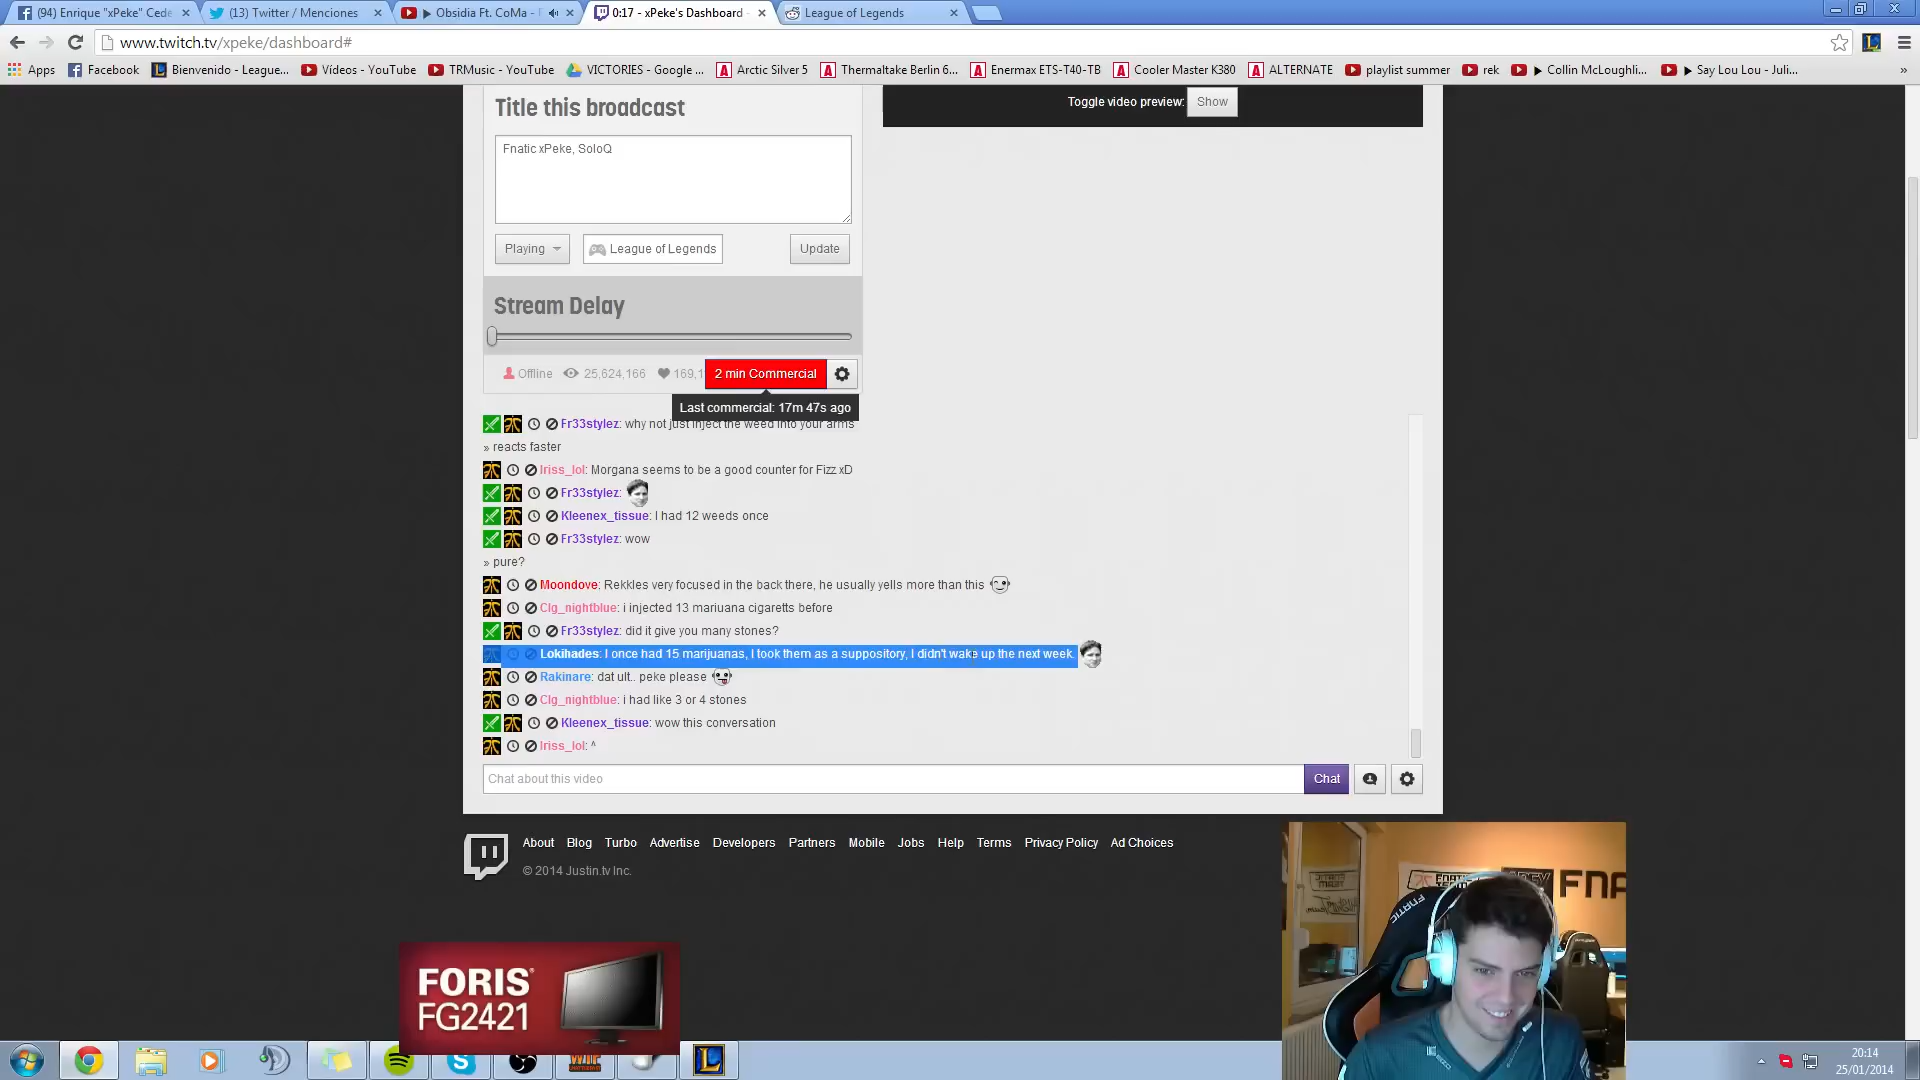 (94) Enrique "xPeke" Cede
(13) Twitter / Menciones
Obsidia Ft. CoMa -
0:17 - xPeke's Dashboard
League of Legends
www.twitch.tv/xpeke/dashboard#
Apps
Facebook
Bienvenido - League...
Vídeos - YouTube
TRMusic - YouTube
VICTORIES - Google ...
Arctic Silver 5
Thermaltake Berlin 6...
Enermax ETS-T40-TB
Cooler Master K380
ALTERNATE
playlist summer
rek
Collin McLoughli...
Say Lou Lou - Juli...
»
Title this broadcast
Toggle video preview: Show
Fnatic xPeke, SoloQ
Playing
League of Legends
Update
Stream Delay
Offline 25,624,166 169,1
2 min Commercial
Last commercial: 17m 47s ago
Fr33stylez: why not just inject the weed into your arms
» reacts faster
Iriss_lol: Morgana seems to be a good counter for Fizz xD
Fr33stylez:
Kleenex_tissue: I had 12 weeds once
Fr33stylez: wow
» pure?
Moondove: Rekkles very focused in the back there, he usually yells more than this
Clg_nightblue: i injected 13 mariuana cigaretts before
Fr33stylez: did it give you many stones?
Lokihades: I once had 15 marijuanas, I took them as a suppository, I didn't wake up the next week.
Rakinare: dat ult.. peke please
Clg_nightblue: i had like 3 or 4 stones
Kleenex_tissue: wow this conversation
Iriss_lol: ^
Chat about this video
Chat
About Blog Turbo Advertise Developers Partners Mobile Jobs Help Terms Privacy Policy Ad Choices
© 2014 Justin.tv Inc.
FNATIC
FNA
FORIS®
FG2421
20:14
25/01/2014